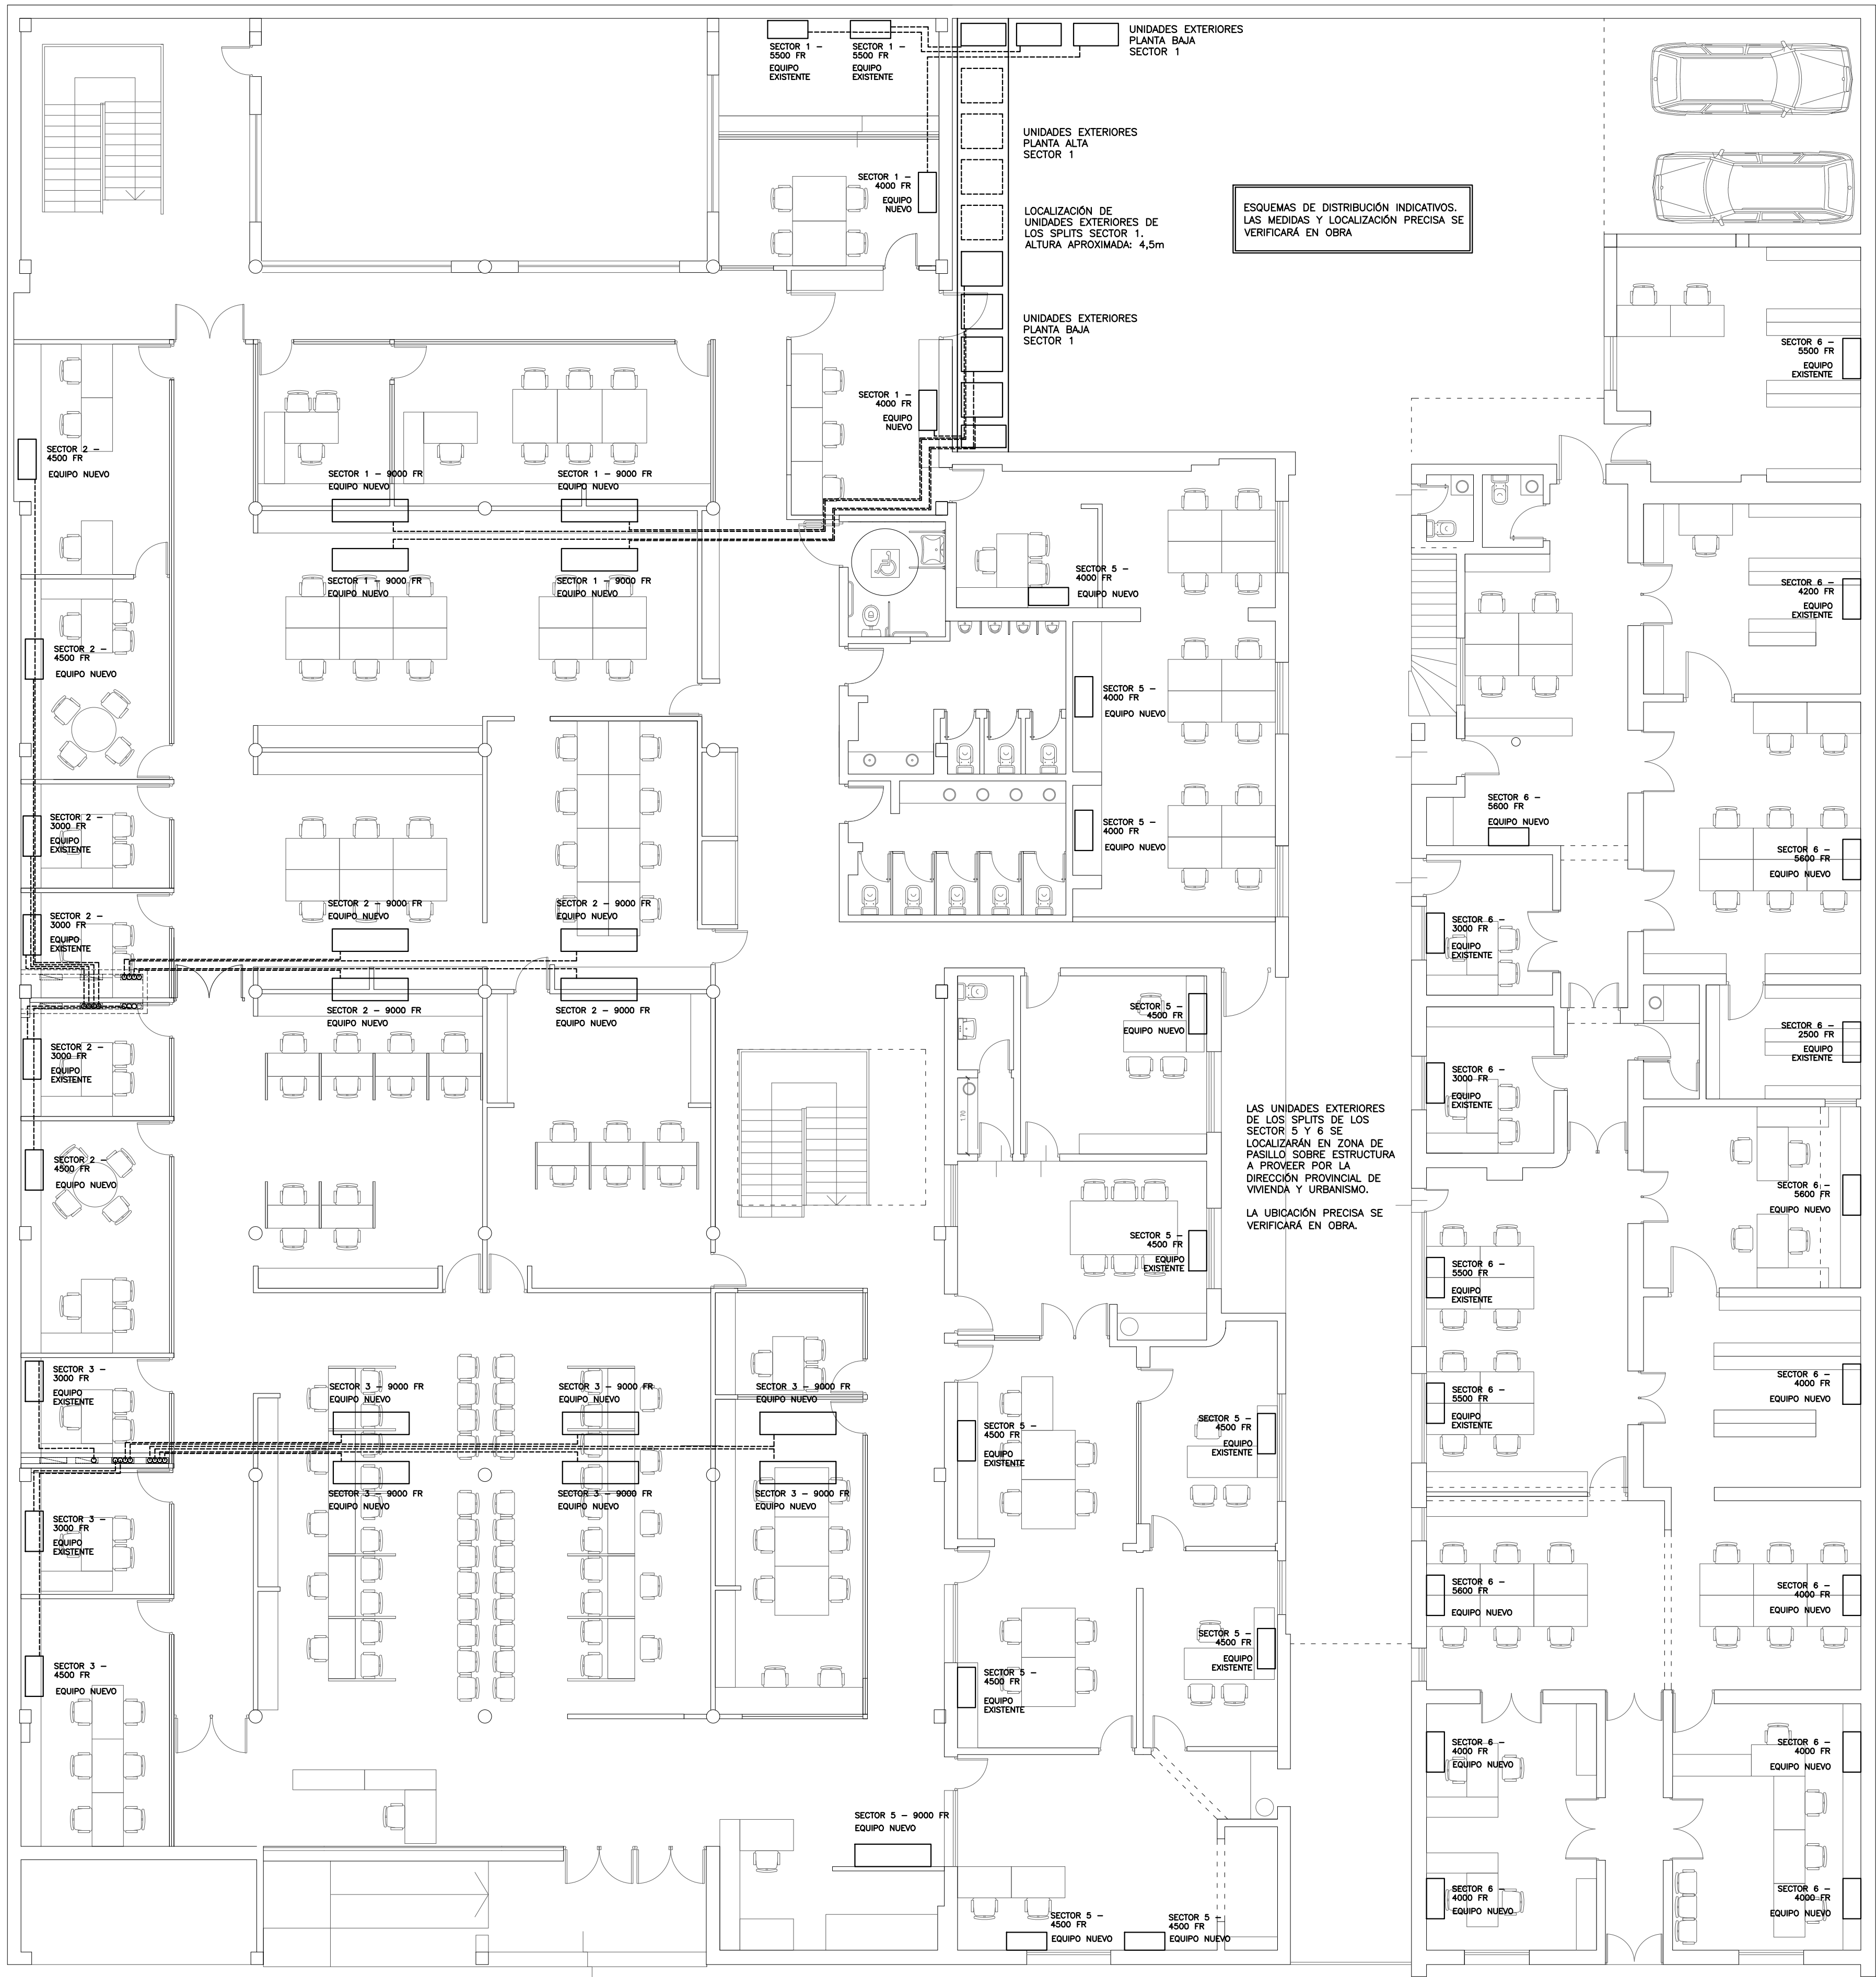 SECTOR 1 –
5500 FR
EQUIPO
EXISTENTE
SECTOR 1 –
5500 FR
EQUIPO
EXISTENTE
UNIDADES EXTERIORES
PLANTA BAJA
SECTOR 1
UNIDADES EXTERIORES
PLANTA ALTA
SECTOR 1
SECTOR 1 –
4000 FR
EQUIPO
NUEVO
LOCALIZACIÓN DE
UNIDADES EXTERIORES DE
LOS SPLITS SECTOR 1.
ALTURA APROXIMADA: 4,5m
ESQUEMAS DE DISTRIBUCIÓN INDICATIVOS.
LAS MEDIDAS Y LOCALIZACIÓN PRECISA SE
VERIFICARÁ EN OBRA
UNIDADES EXTERIORES
PLANTA BAJA
SECTOR 1
SECTOR 6 –
5500 FR
EQUIPO
EXISTENTE
SECTOR 1 –
4000 FR
EQUIPO
NUEVO
SECTOR 2 –
4500 FR
EQUIPO NUEVO
SECTOR 1 – 9000 FR
EQUIPO NUEVO
SECTOR 1 – 9000 FR
EQUIPO NUEVO
SECTOR 1 – 9000 FR
EQUIPO NUEVO
SECTOR 1 – 9000 FR
EQUIPO NUEVO
SECTOR 5 –
4000 FR
EQUIPO NUEVO
SECTOR 6 –
4200 FR
EQUIPO
EXISTENTE
SECTOR 2 –
4500 FR
EQUIPO NUEVO
SECTOR 5 –
4000 FR
EQUIPO NUEVO
SECTOR 2 –
3000 FR
EQUIPO
EXISTENTE
SECTOR 5 –
4000 FR
EQUIPO NUEVO
SECTOR 6 –
5600 FR
EQUIPO NUEVO
SECTOR 6 –
5600 FR
EQUIPO NUEVO
SECTOR 2 –
3000 FR
EQUIPO
EXISTENTE
SECTOR 2 – 9000 FR
EQUIPO NUEVO
SECTOR 2 – 9000 FR
EQUIPO NUEVO
SECTOR 6 –
3000 FR
EQUIPO
EXISTENTE
SECTOR 2 – 9000 FR
EQUIPO NUEVO
SECTOR 2 – 9000 FR
EQUIPO NUEVO
SECTOR 5 –
4500 FR
EQUIPO NUEVO
SECTOR 6 –
2500 FR
EQUIPO
EXISTENTE
SECTOR 2 –
3000 FR
EQUIPO
EXISTENTE
SECTOR 6 –
3000 FR
EQUIPO
EXISTENTE
1.70
LAS UNIDADES EXTERIORES
DE LOS SPLITS DE LOS
SECTOR 5 Y 6 SE
LOCALIZARÁN EN ZONA DE
PASILLO SOBRE ESTRUCTURA
A PROVEER POR LA
DIRECCIÓN PROVINCIAL DE
VIVIENDA Y URBANISMO.
LA UBICACIÓN PRECISA SE
VERIFICARÁ EN OBRA.
SECTOR 2 –
4500 FR
EQUIPO NUEVO
SECTOR 6 –
5600 FR
EQUIPO NUEVO
SECTOR 5 –
4500 FR
EQUIPO
EXISTENTE
SECTOR 6 –
5500 FR
EQUIPO
EXISTENTE
SECTOR 3 –
3000 FR
EQUIPO
EXISTENTE
SECTOR 3 – 9000 FR
EQUIPO NUEVO
SECTOR 3 – 9000 FR
EQUIPO NUEVO
SECTOR 3 – 9000 FR
EQUIPO NUEVO
SECTOR 6 –
5500 FR
EQUIPO
EXISTENTE
SECTOR 6 –
4000 FR
EQUIPO NUEVO
SECTOR 5 –
4500 FR
EQUIPO
EXISTENTE
SECTOR 5 –
4500 FR
EQUIPO
EXISTENTE
SECTOR 3 – 9000 FR
EQUIPO NUEVO
SECTOR 3 – 9000 FR
EQUIPO NUEVO
SECTOR 3 – 9000 FR
EQUIPO NUEVO
SECTOR 3 –
3000 FR
EQUIPO
EXISTENTE
SECTOR 6 –
5600 FR
EQUIPO NUEVO
SECTOR 6 –
4000 FR
EQUIPO NUEVO
SECTOR 3 –
4500 FR
EQUIPO NUEVO
SECTOR 5 –
4500 FR
EQUIPO
EXISTENTE
SECTOR 5 –
4500 FR
EQUIPO
EXISTENTE
SECTOR 6 –
4000 FR
EQUIPO NUEVO
SECTOR 6 –
4000 FR
EQUIPO NUEVO
SECTOR 5 – 9000 FR
EQUIPO NUEVO
SECTOR 5 –
4500 FR
EQUIPO NUEVO
SECTOR 5 –
4500 FR
EQUIPO NUEVO
SECTOR 6 –
4000 FR
EQUIPO NUEVO
SECTOR 6 –
4000 FR
EQUIPO NUEVO